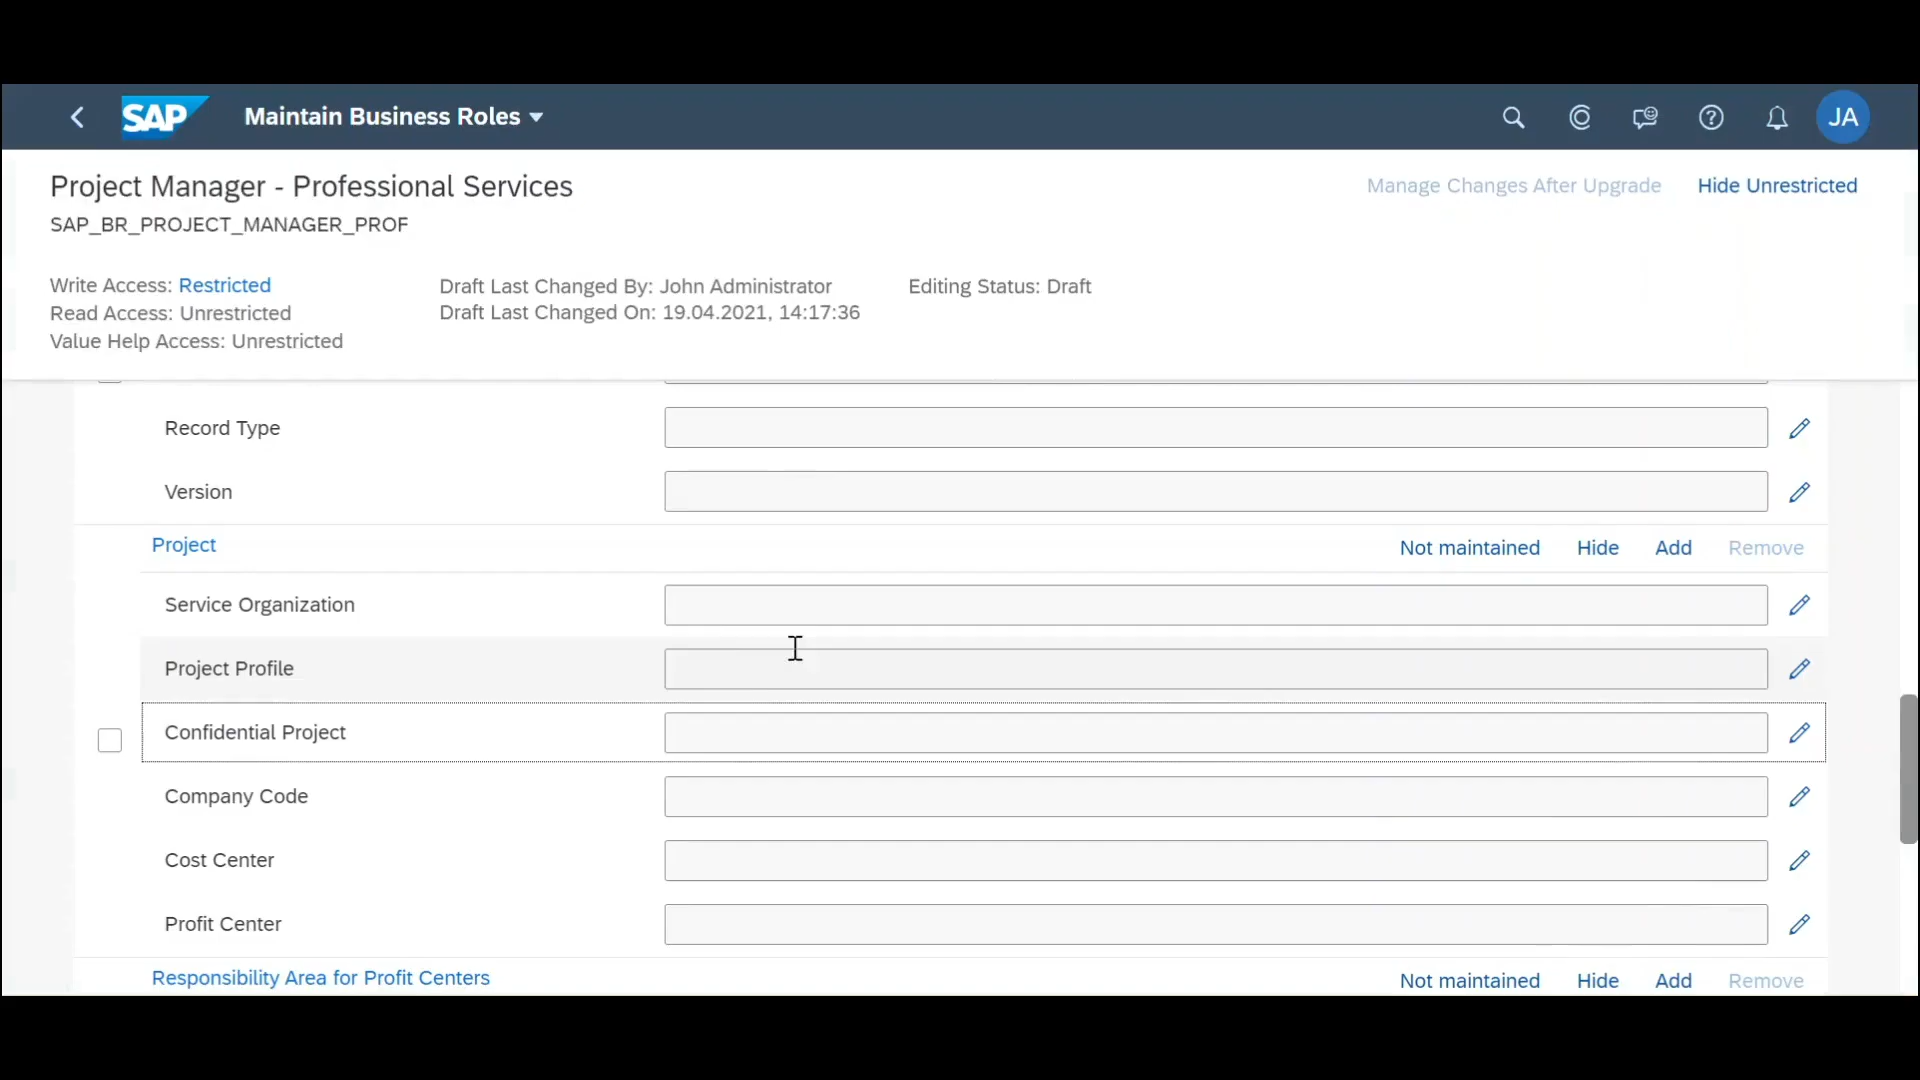 SAP Maintain Business Roles JA
Project Manager - Professional Services Manage Changes After Upgrade Hide Unrestricted
SAP_BR_PROJECT_MANAGER_PROF
Write Access: Restricted Draft Last Changed By: John Administrator Editing Status: Draft
Read Access: Unrestricted Draft Last Changed On: 19.04.2021, 14:17:36
Value Help Access: Unrestricted
Record Type
Version
Project Not maintained Hide Add Remove
Service Organization
Project Profile
Confidential Project
Company Code
Cost Center
Profit Center
Responsibility Area for Profit Centers Not maintained Hide Add Remove